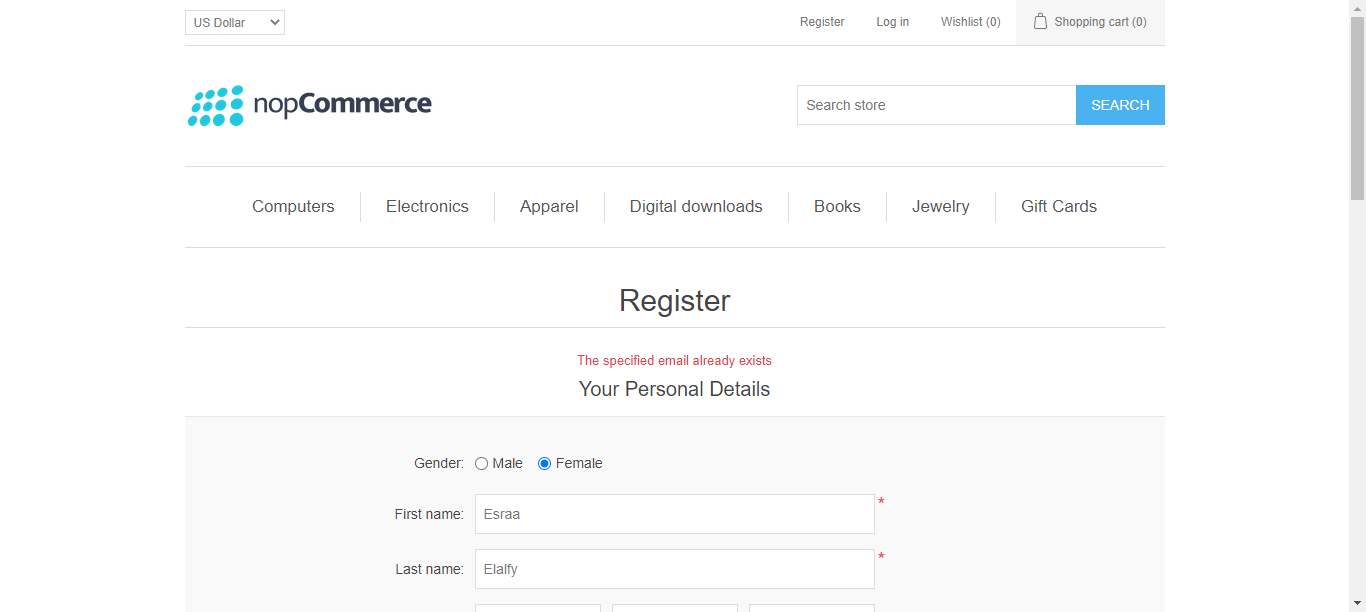 US Dollar Register Log in Wishlist (0) Shopping cart (0)
nopCommerce Search store SEARCH
Computers Electronics Apparel Digital downloads Books Jewelry Gift Cards
Register
The specified email already exists
Your Personal Details
Gender: Male Female
First name: Esraa *
Last name: Elalfy *